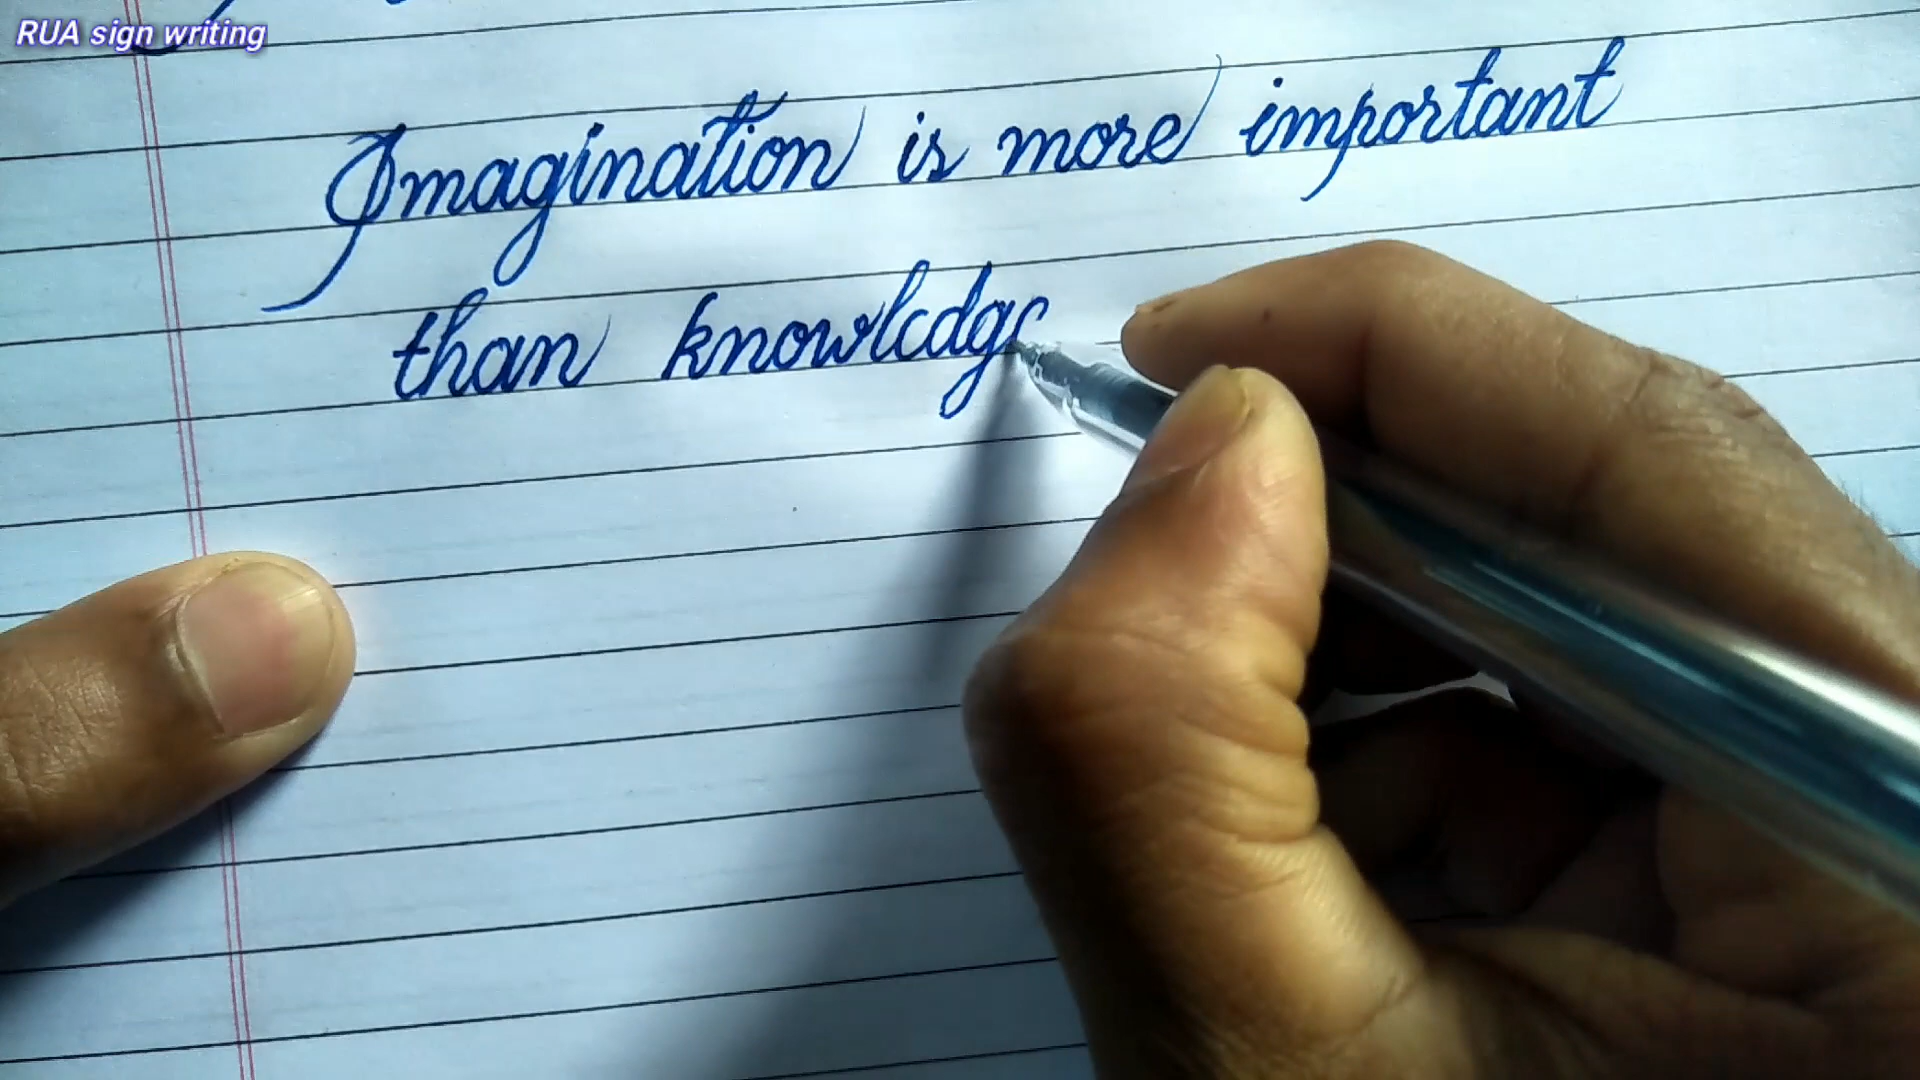 RUA sign writing
Imagination is more important
than knowledge